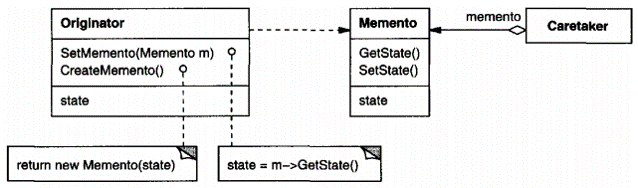 Originator
SetMemento(Memento m)
CreateMemento()
state
Memento
GetState()
SetState()
state
memento
Caretaker
return new Memento(state)
state = m->GetState()